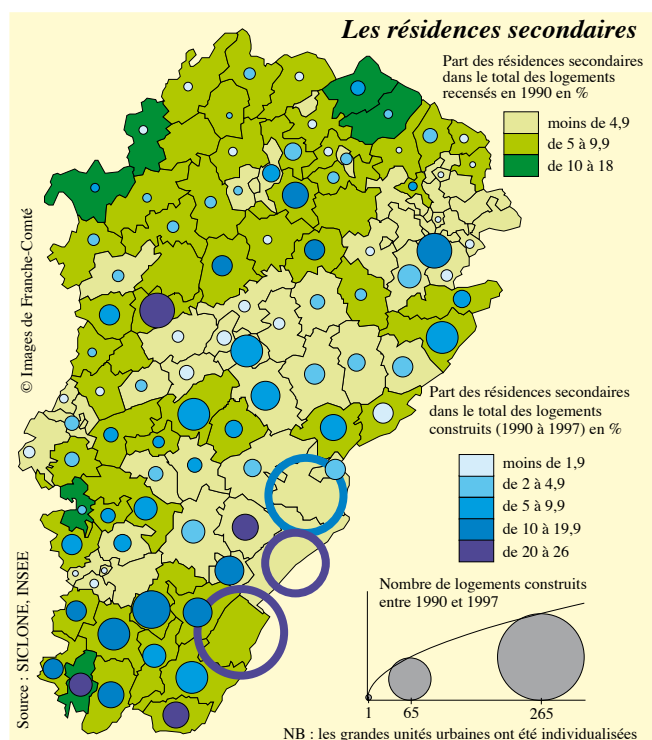 Les résidences secondaires
Part des résidences secondaires
dans le total des logements
recensés en 1990 en %
moins de 4,9
de 5 à 9,9
de 10 à 18
© Images de Franche-Comté
Part des résidences secondaires
dans le total des logements
construits (1990 à 1997) en %
moins de 1,9
de 2 à 4,9
de 5 à 9,9
de 10 à 19,9
de 20 à 26
Nombre de logements construits
entre 1990 et 1997
1 65 265
Source : SICLONE, INSEE
NB : les grandes unités urbaines ont été individualisées